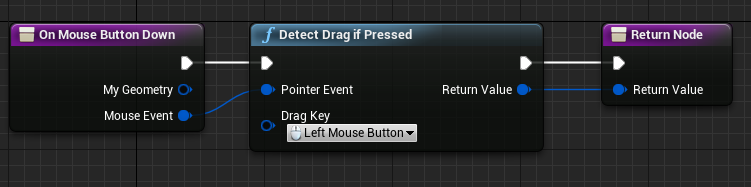 On Mouse Button Down
My Geometry
Mouse Event
f Detect Drag if Pressed
Pointer Event
Return Value
Drag Key
Left Mouse Button
Return Node
Return Value